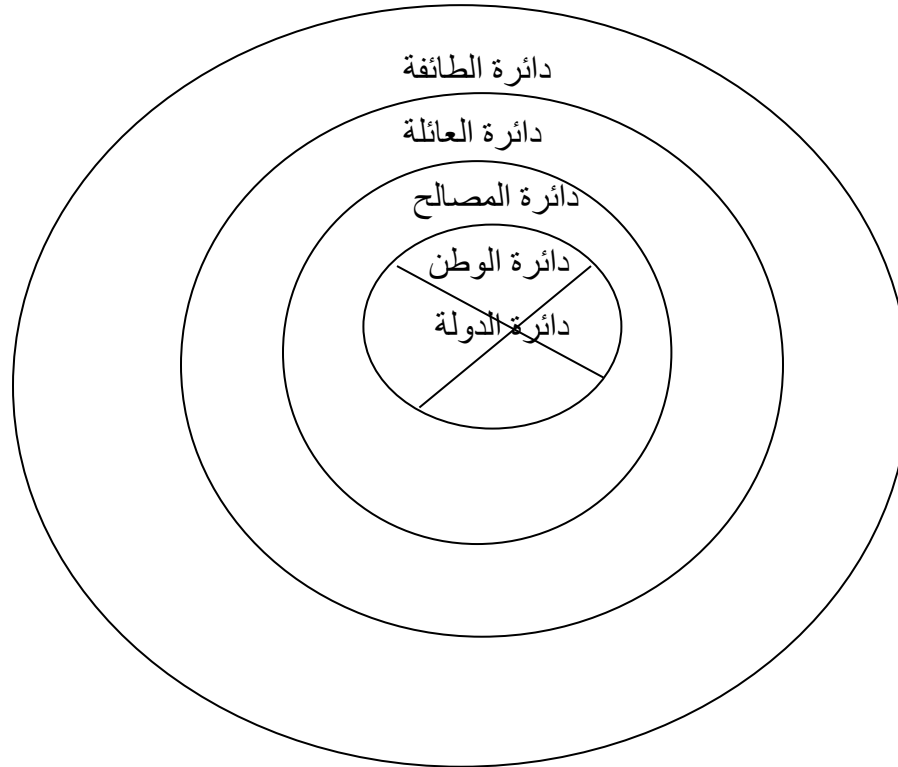 دائرة الطائفة
دائرة العائلة
دائرة المصالح
دائرة الوطن
دائرة الدولة